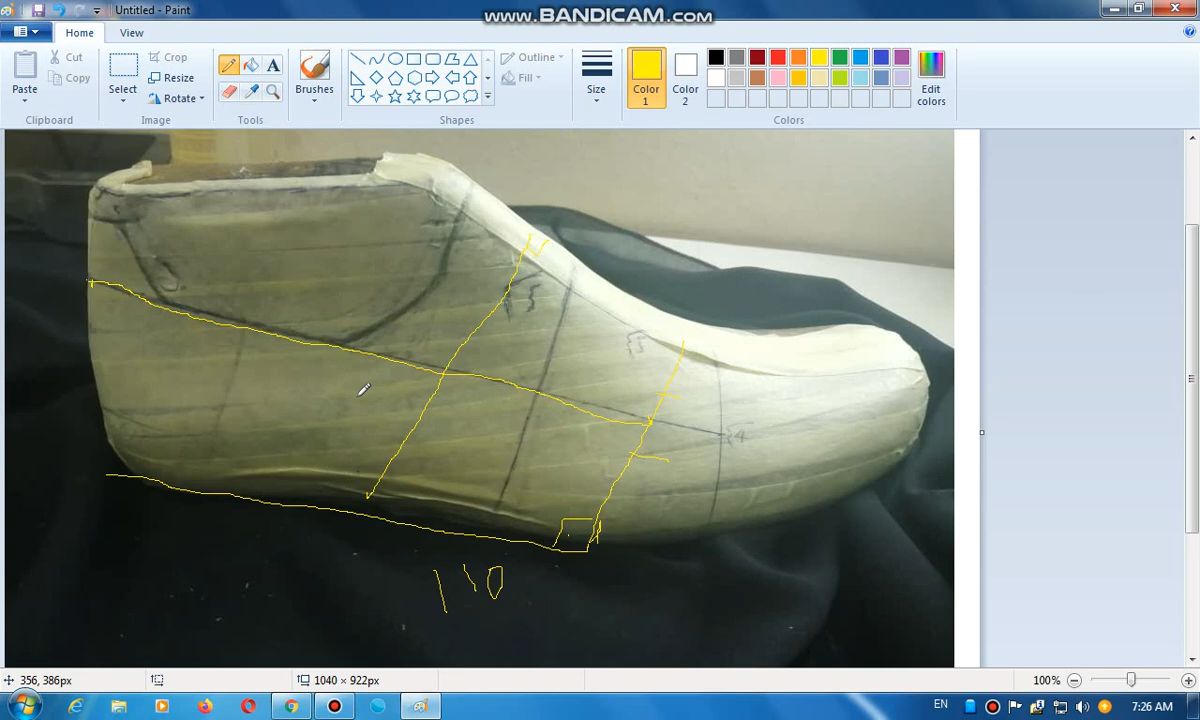 Untitled - Paint
www.BANDICAM.com
Home
View
Paste
Cut
Copy
Clipboard
Select
Crop
Resize
Rotate
Image
A
Tools
Brushes
Shapes
Outline
Fill
Size
Color
1
Color
2
Edit
colors
Colors
356, 386px
1040 × 922px
100%
EN
7:26 AM